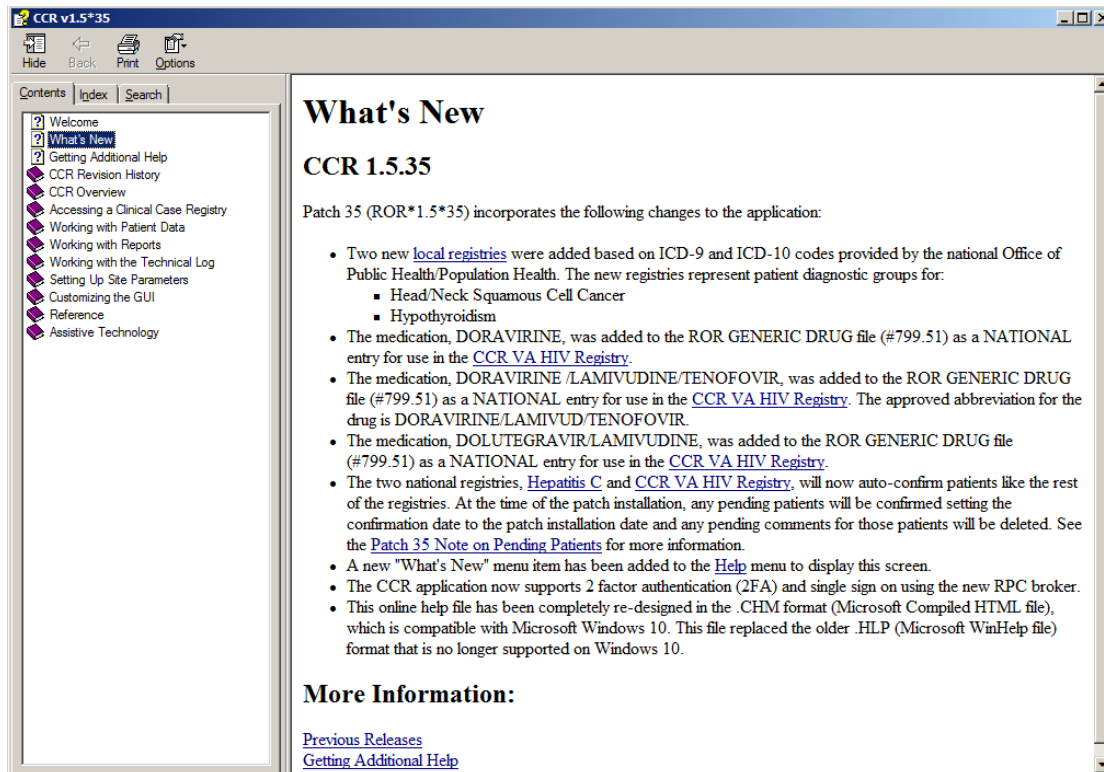 CCR v1.5*35
Hide Back Print Options
Contents Index Search
Welcome
What's New
Getting Additional Help
CCR Revision History
CCR Overview
Accessing a Clinical Case Registry
Working with Patient Data
Working with Reports
Working with the Technical Log
Setting Up Site Parameters
Customizing the GUI
Reference
Assistive Technology
What's New
CCR 1.5.35
Patch 35 (ROR*1.5*35) incorporates the following changes to the application:
• Two new local registries were added based on ICD-9 and ICD-10 codes provided by the national Office of
Public Health/Population Health. The new registries represent patient diagnostic groups for:
▪ Head/Neck Squamous Cell Cancer
▪ Hypothyroidism
• The medication, DORAVIRINE, was added to the ROR GENERIC DRUG file (#799.51) as a NATIONAL
entry for use in the CCR VA HIV Registry.
• The medication, DORAVIRINE /LAMIVUDINE/TENOFOVIR, was added to the ROR GENERIC DRUG
file (#799.51) as a NATIONAL entry for use in the CCR VA HIV Registry. The approved abbreviation for the
drug is DORAVIRINE/LAMIVUD/TENOFOVIR.
• The medication, DOLUTEGRAVIR/LAMIVUDINE, was added to the ROR GENERIC DRUG file
(#799.51) as a NATIONAL entry for use in the CCR VA HIV Registry.
• The two national registries, Hepatitis C and CCR VA HIV Registry, will now auto-confirm patients like the rest
of the registries. At the time of the patch installation, any pending patients will be confirmed setting the
confirmation date to the patch installation date and any pending comments for those patients will be deleted. See
the Patch 35 Note on Pending Patients for more information.
• A new "What's New" menu item has been added to the Help menu to display this screen.
• The CCR application now supports 2 factor authentication (2FA) and single sign on using the new RPC broker.
• This online help file has been completely re-designed in the .CHM format (Microsoft Compiled HTML file),
which is compatible with Microsoft Windows 10. This file replaced the older .HLP (Microsoft WinHelp file)
format that is no longer supported on Windows 10.
More Information:
Previous Releases
Getting Additional Help